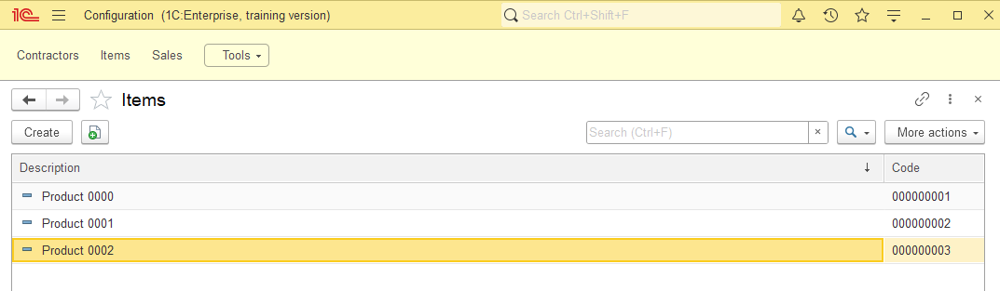 1C Configuration (1C:Enterprise, training version) Search Ctrl+Shift+F
Contractors Items Sales Tools
Items
Create Search (Ctrl+F) × More actions
Description ↓ Code
Product 0000 000000001
Product 0001 000000002
Product 0002 000000003